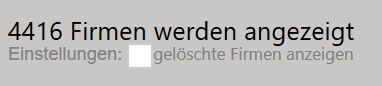 4416 Firmen werden angezeigt
Einstellungen: gelöschte Firmen anzeigen